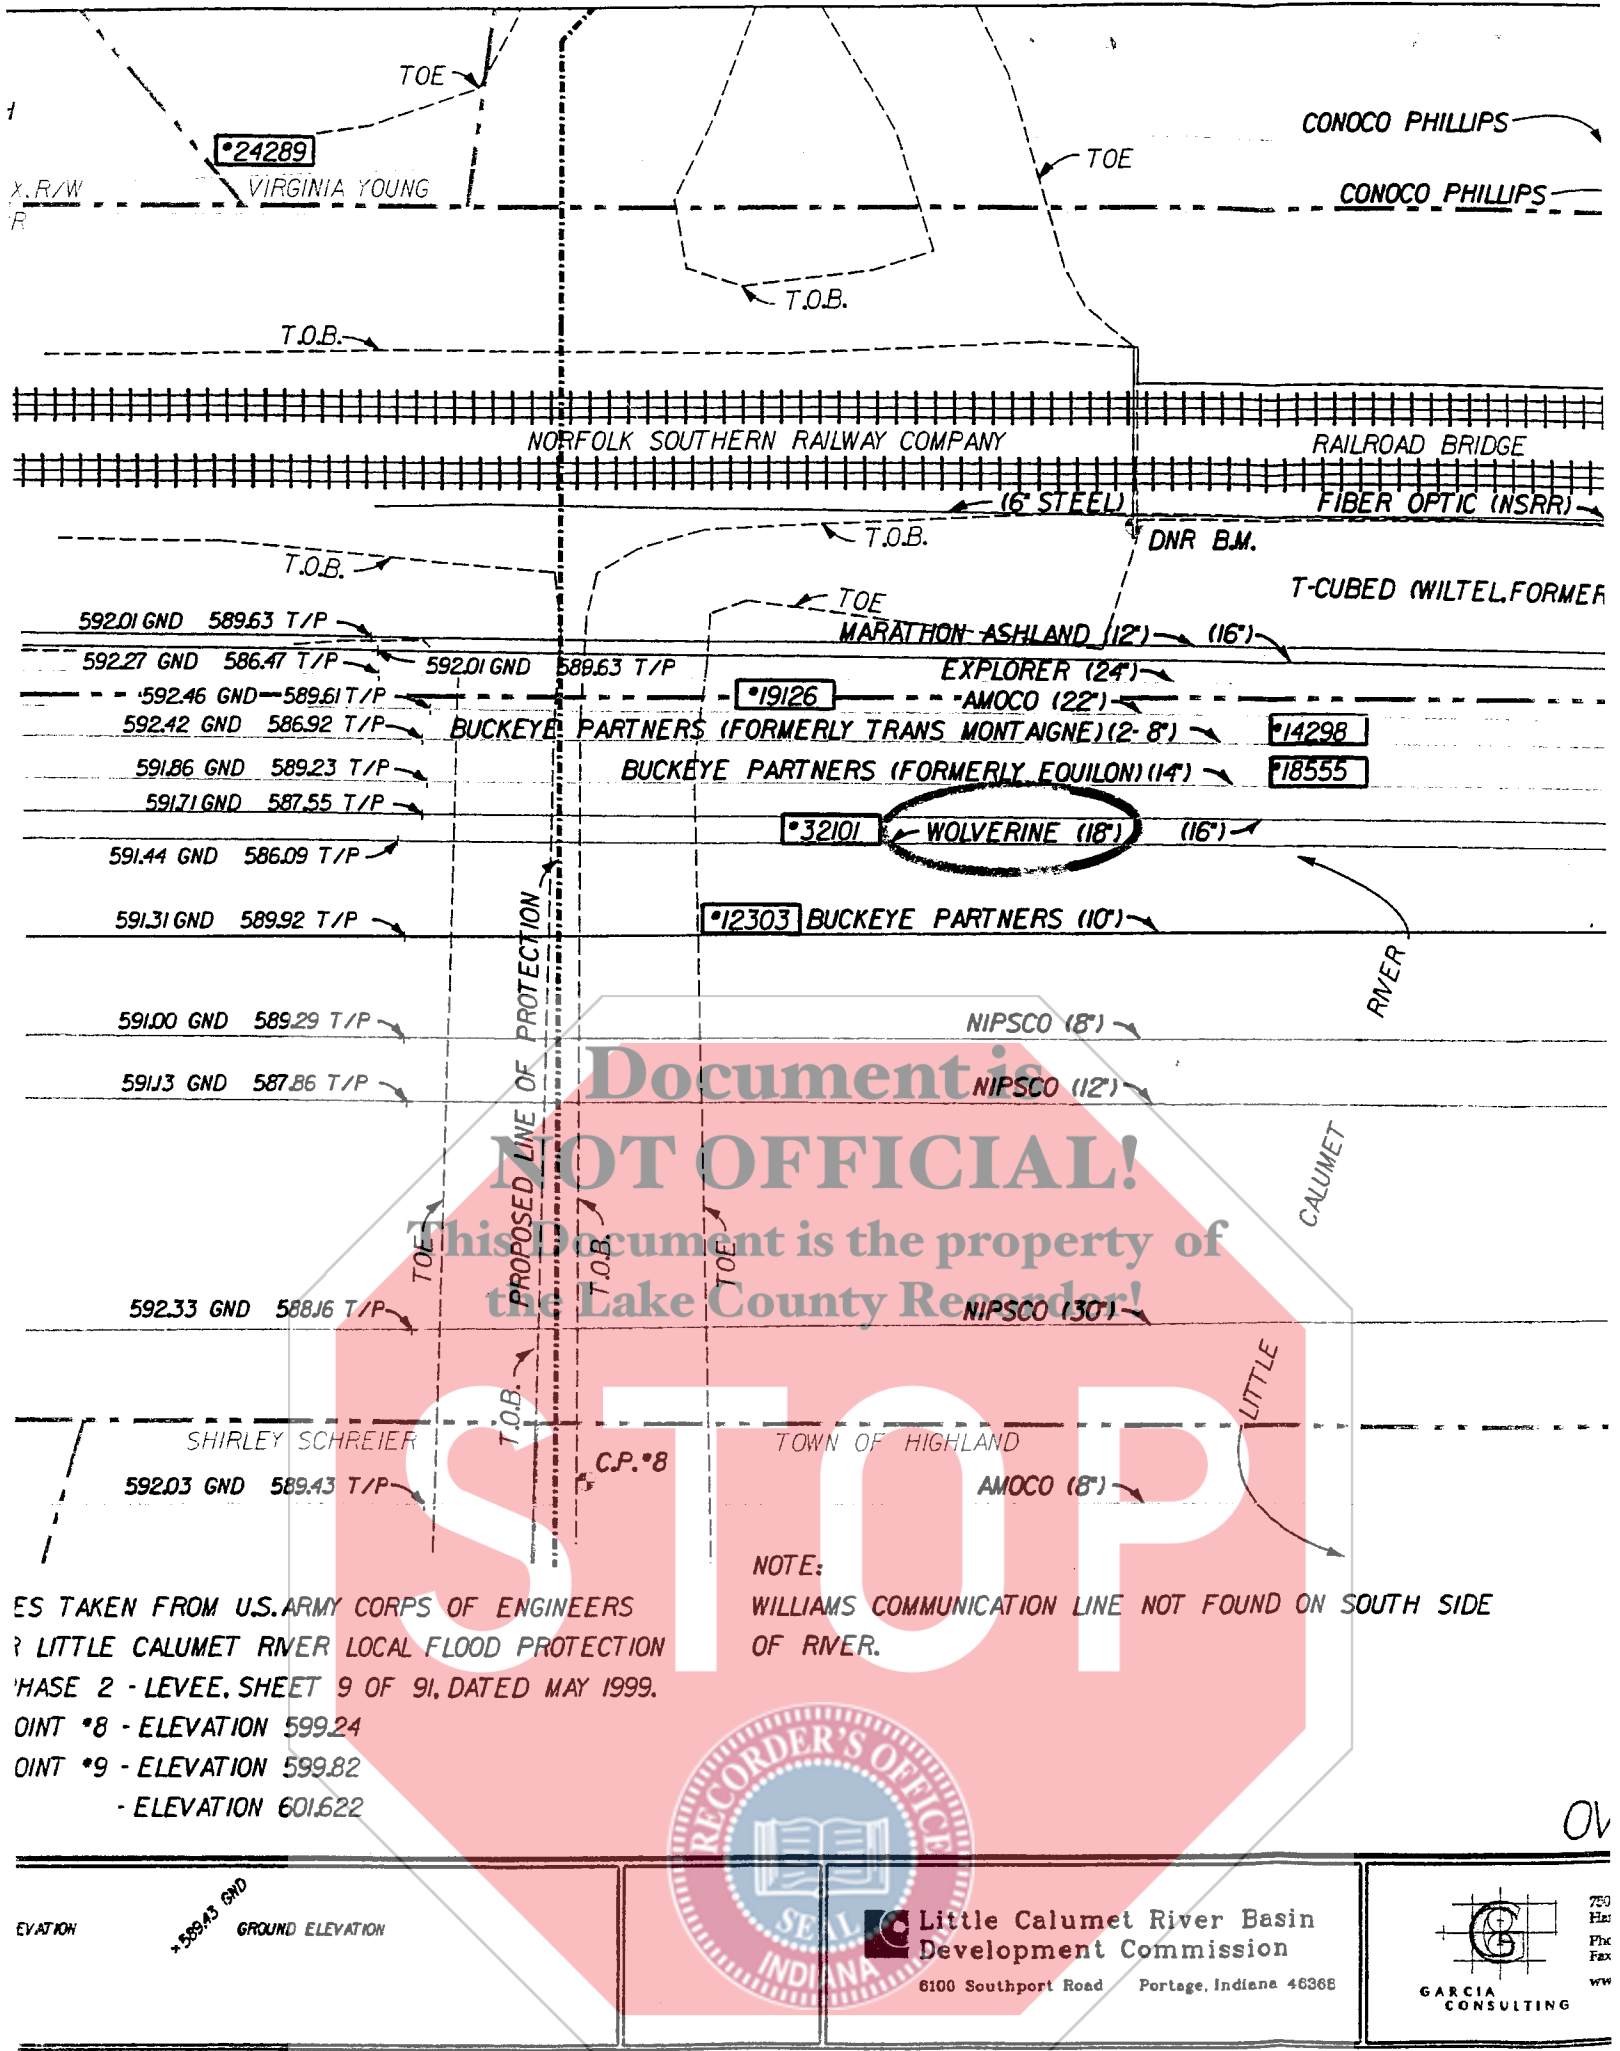 TOE
CONOCO PHILLIPS
•24289
TOE
X. R/W
VIRGINIA YOUNG
CONOCO PHILLIPS
R
T.O.B.
T.O.B.
NORFOLK SOUTHERN RAILWAY COMPANY
RAILROAD BRIDGE
(6" STEEL)
FIBER OPTIC (NSRR)
T.O.B.
DNR B.M.
T.O.B.
T-CUBED (WILTEL, FORMER
TOE
592.01 GND 589.63 T/P
MARATHON ASHLAND (12") (16")
592.27 GND 586.47 T/P
592.01 GND 589.63 T/P
EXPLORER (24")
592.46 GND 589.61 T/P
•19126
AMOCO (22")
592.42 GND 586.92 T/P
BUCKEYE PARTNERS (FORMERLY TRANS MONTAIGNE) (2-8")
•14298
591.86 GND 589.23 T/P
BUCKEYE PARTNERS (FORMERLY EQUILON) (14")
•18555
591.71 GND 587.55 T/P
•32101
WOLVERINE (18")
(16")
591.44 GND 586.09 T/P
591.31 GND 589.92 T/P
•12303
BUCKEYE PARTNERS (10")
RIVER
PROPOSED LINE OF PROTECTION
591.00 GND 589.29 T/P
NIPSCO (8")
Document is
591.13 GND 587.86 T/P
NIPSCO (12")
NOT OFFICIAL!
CALUMET
This Document is the property of
TOE
T.O.B.
TOE
the Lake County Recorder!
592.33 GND 588.16 T/P
NIPSCO (30")
LITTLE
T.O.B.
STOP
SHIRLEY SCHREIER
TOWN OF HIGHLAND
C.P. •8
592.03 GND 589.43 T/P
AMOCO (8")
NOTE:
WILLIAMS COMMUNICATION LINE NOT FOUND ON SOUTH SIDE
OF RIVER.
ES TAKEN FROM U.S. ARMY CORPS OF ENGINEERS
R LITTLE CALUMET RIVER LOCAL FLOOD PROTECTION
PHASE 2 - LEVEE, SHEET 9 OF 91, DATED MAY 1999.
OINT •8 - ELEVATION 599.24
OINT •9 - ELEVATION 599.82
- ELEVATION 601.622
RECORDER'S OFFICE
SEAL
INDIANA
OV
EVATION
×589.43 GND
GROUND ELEVATION
Little Calumet River Basin
Development Commission
6100 Southport Road Portage, Indiana 46368
GARCIA
CONSULTING
750
Ha
Pho
Fax
ww